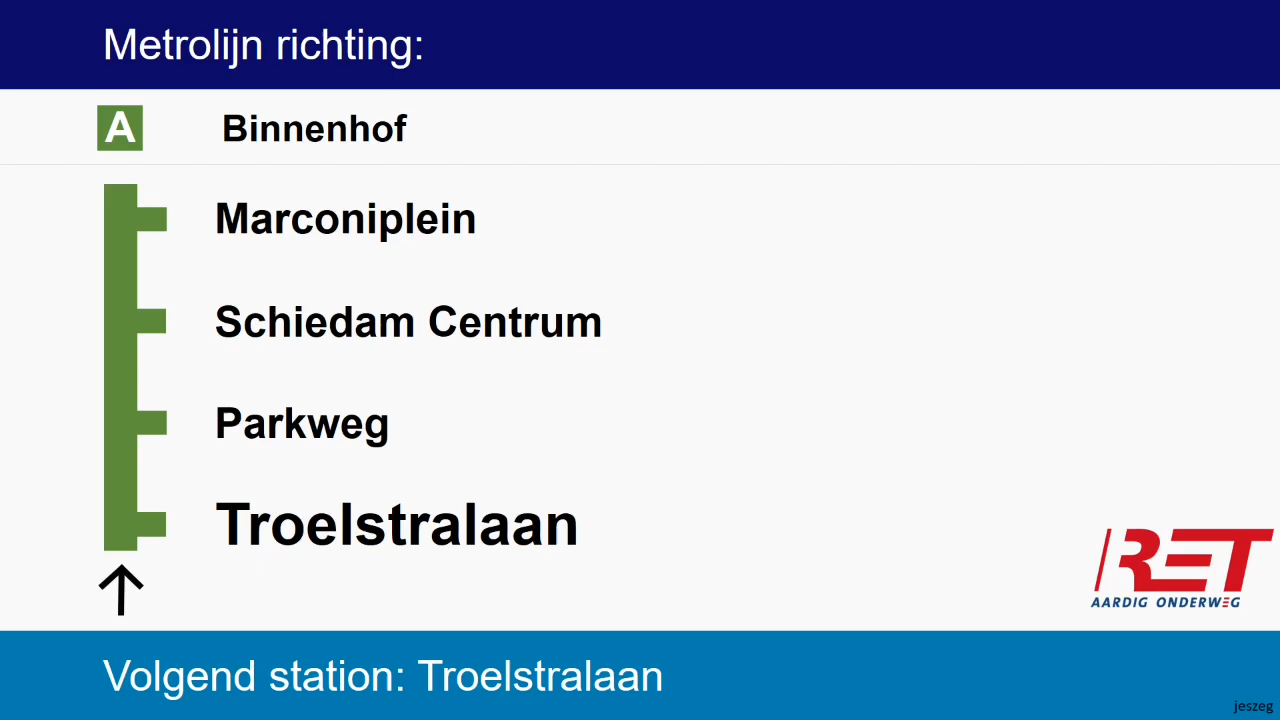 Metrolijn richting:
A Binnenhof
Marconiplein
Schiedam Centrum
Parkweg
Troelstralaan
RET
AARDIG ONDERWEG
Volgend station: Troelstralaan
jeszeg